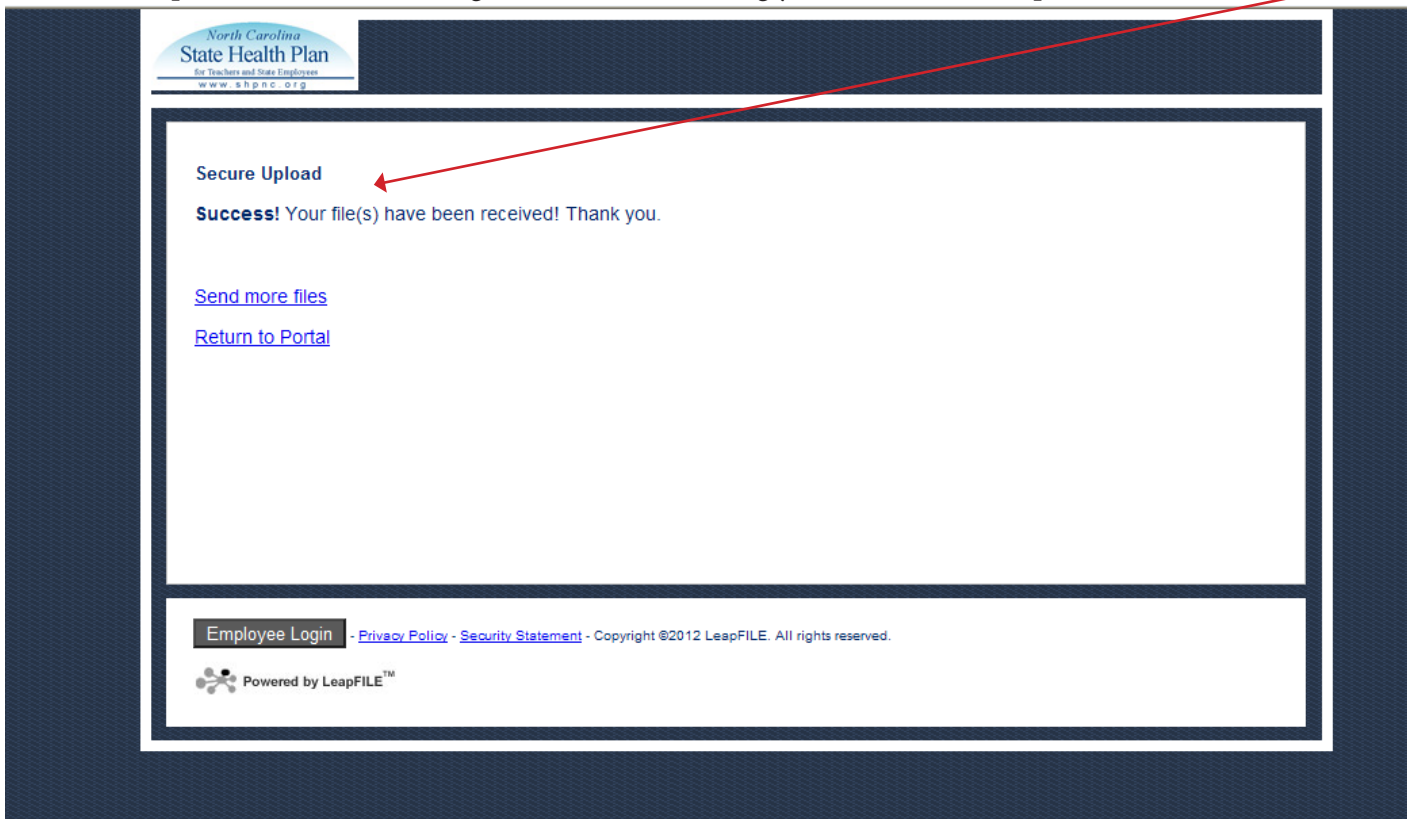 North Carolina
State Health Plan
for Teachers and State Employees
www.shpnc.org
Secure Upload
Success! Your file(s) have been received! Thank you.
Send more files
Return to Portal
Employee Login - Privacy Policy - Security Statement - Copyright ©2012 LeapFILE. All rights reserved.
Powered by LeapFILE™